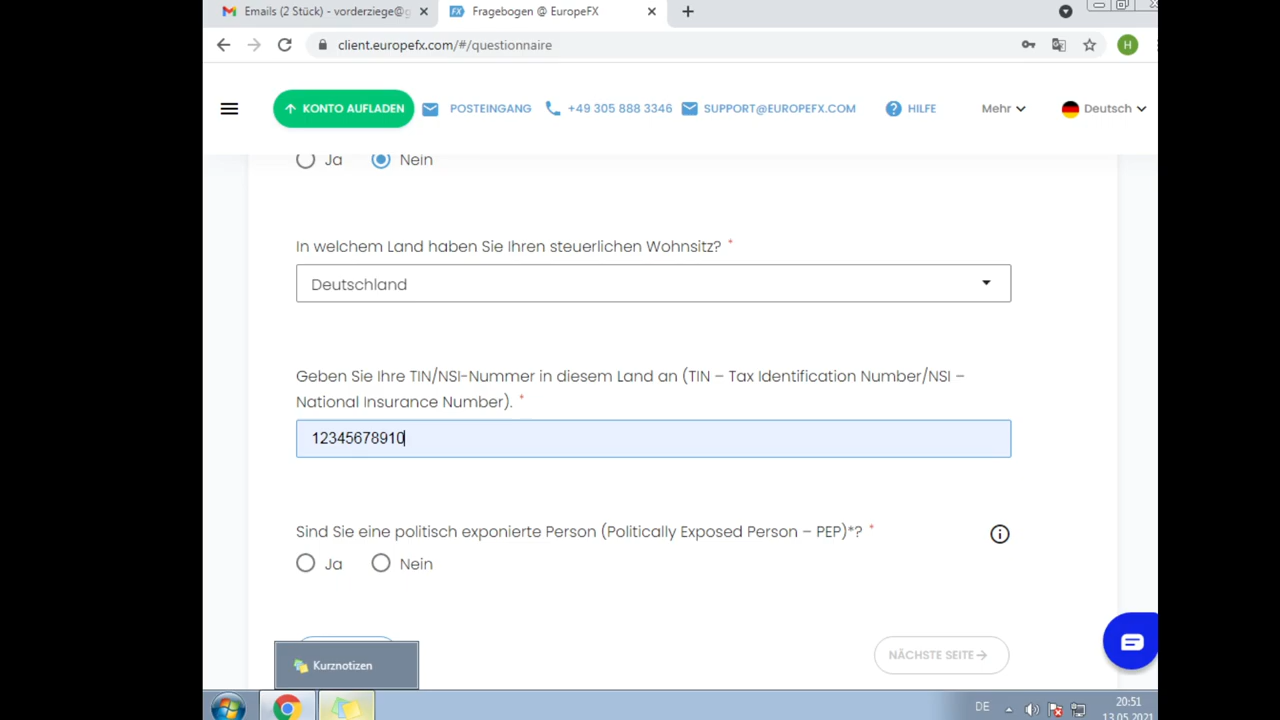 Emails (2 Stück) - vorderziege@g
Fragebogen @ EuropeFX
client.europefx.com/#/questionnaire
H
KONTO AUFLADEN
POSTEINGANG
+49 305 888 3346
SUPPORT@EUROPEFX.COM
HILFE
Mehr
Deutsch
Ja
Nein
In welchem Land haben Sie Ihren steuerlichen Wohnsitz? *
Deutschland
Geben Sie Ihre TIN/NSI-Nummer in diesem Land an (TIN – Tax Identification Number/NSI –
National Insurance Number). *
12345678910
Sind Sie eine politisch exponierte Person (Politically Exposed Person – PEP)*? *
Ja
Nein
NÄCHSTE SEITE
Kurznotizen
DE
20:51
13.05.2021